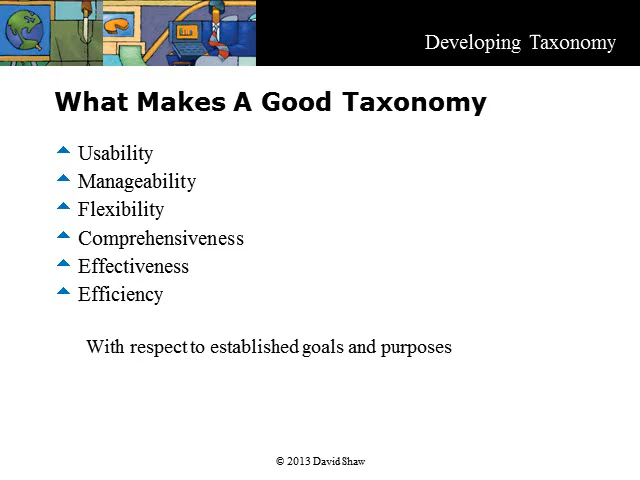 Developing Taxonomy
What Makes A Good Taxonomy
Usability
Manageability
Flexibility
Comprehensiveness
Effectiveness
Efficiency
With respect to established goals and purposes
© 2013 David Shaw